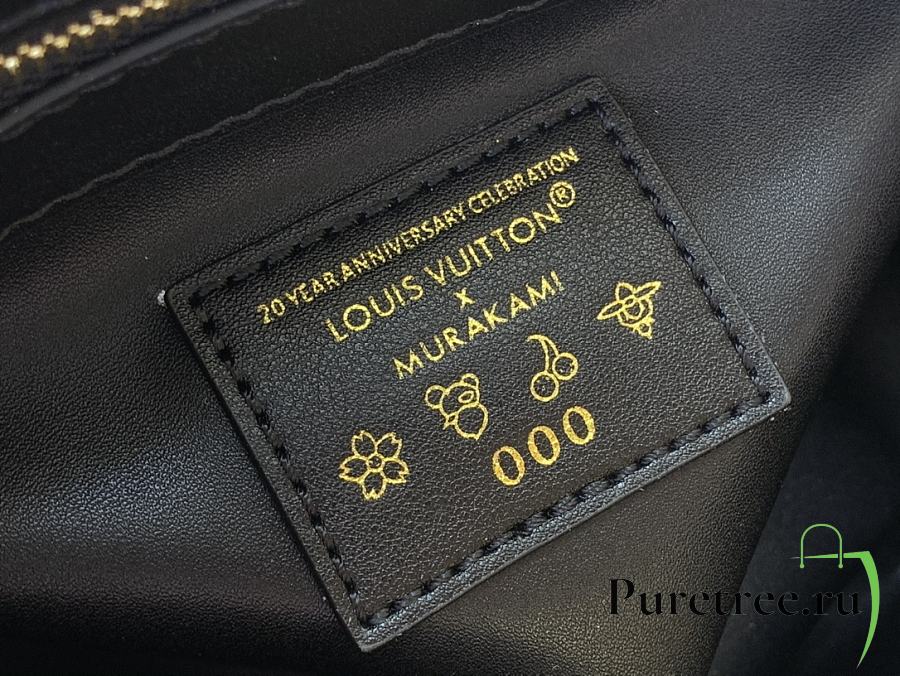 20 YEAR ANNIVERSARY CELEBRATION
LOUIS VUITTON®
x
MURAKAMI
000
Puretree.ru